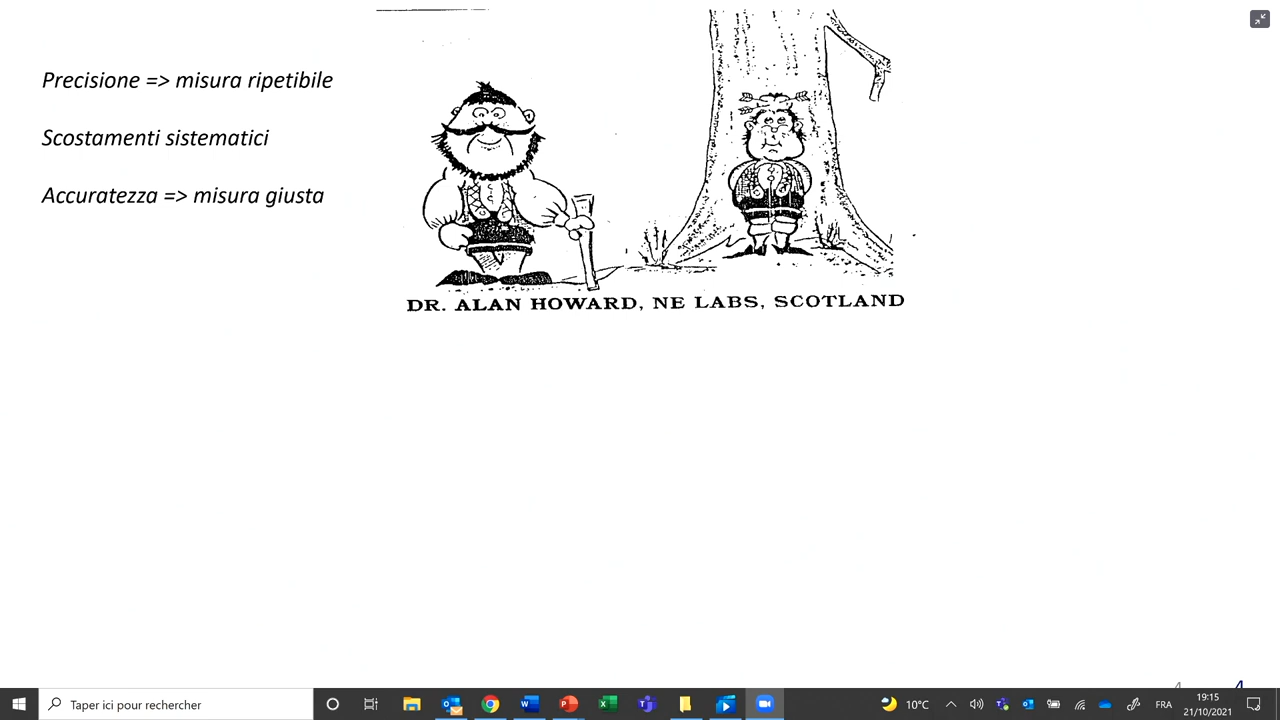 Precisione => misura ripetibile
Scostamenti sistematici
Accuratezza => misura giusta
DR. ALAN HOWARD, NE LABS, SCOTLAND
Taper ici pour rechercher
10°C
FRA
19:15
21/10/2021